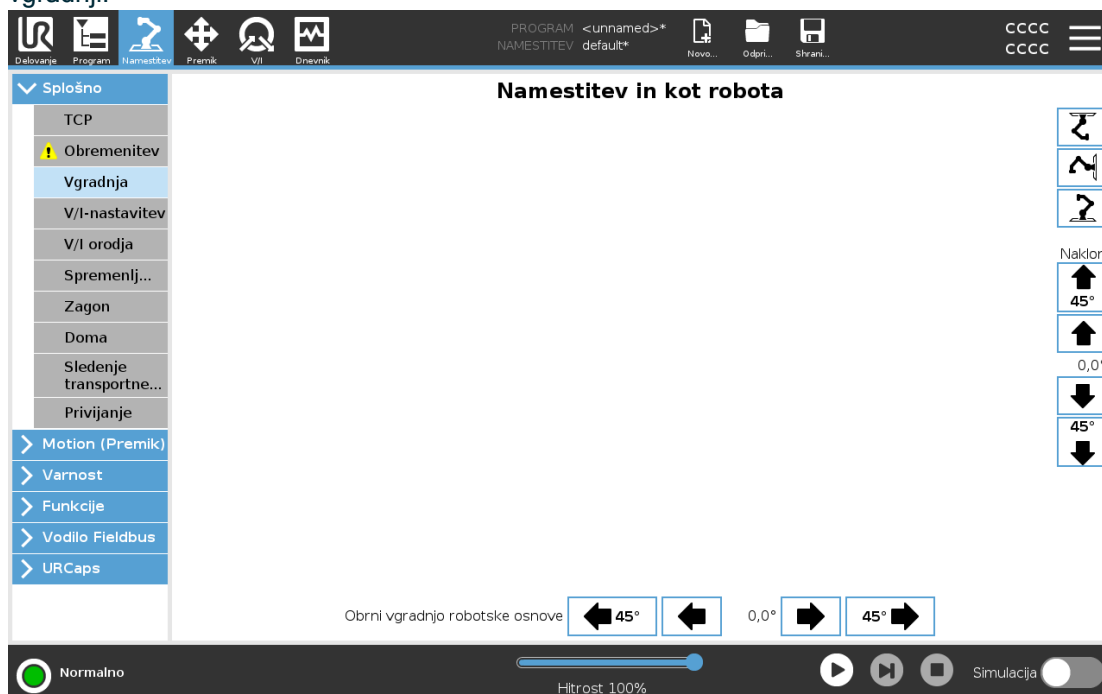 Vgradnji.
PROGRAM <unnamed>*
NAMESTITEV default*
CCCC
CCCC
Delovanje
Program
Namestitev
Premik
V/I
Dnevnik
Novo...
Odpri...
Shrani...
Splošno
TCP
Obremenitev
Vgradnja
V/I-nastavitev
V/I orodja
Spremenlj...
Zagon
Doma
Sledenje
transportne...
Privijanje
Motion (Premik)
Varnost
Funkcije
Vodilo Fieldbus
URCaps
Namestitev in kot robota
Naklon
45°
0,0°
45°
Obrni vgradnjo robotske osnove 45° 0,0° 45°
Normalno
Hitrost 100%
Simulacija